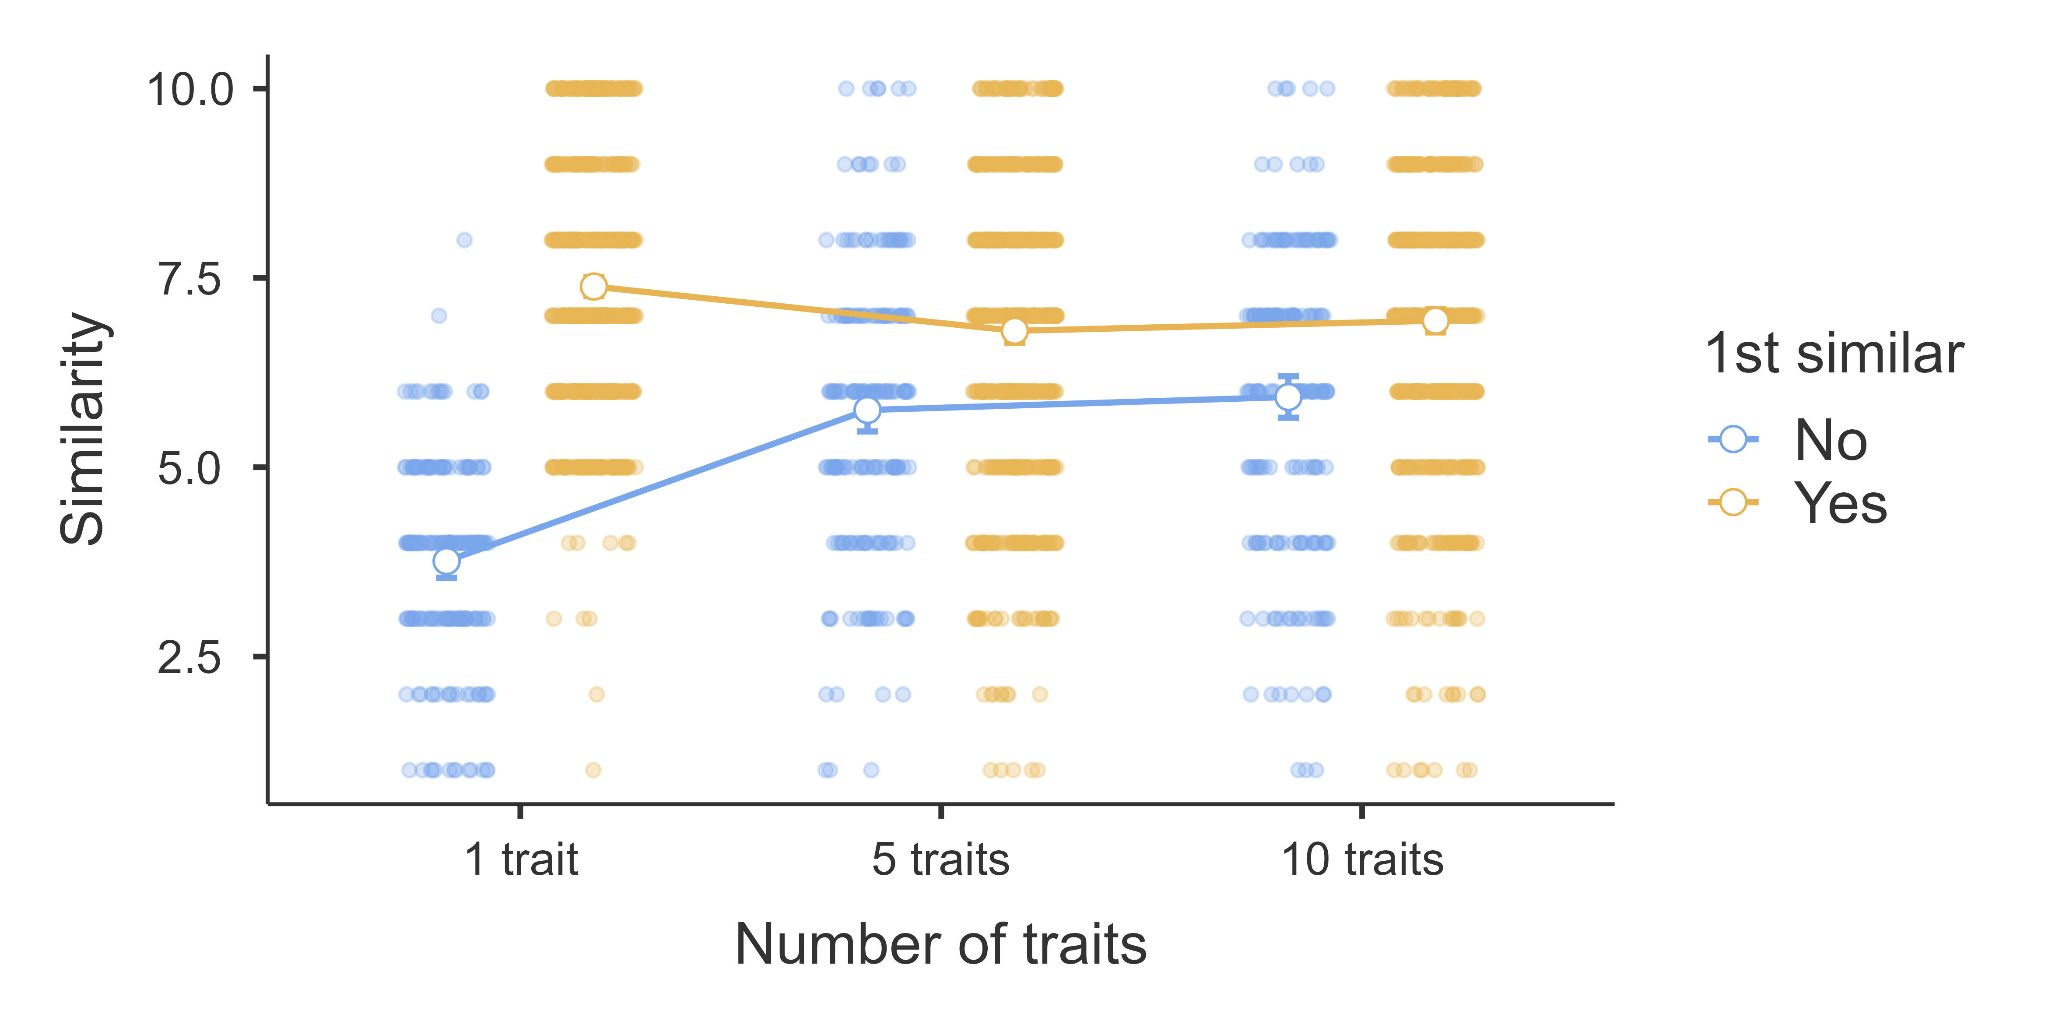 10.0
7.5
5.0
2.5
Similarity
1 trait
5 traits
10 traits
Number of traits
1st similar
No
Yes